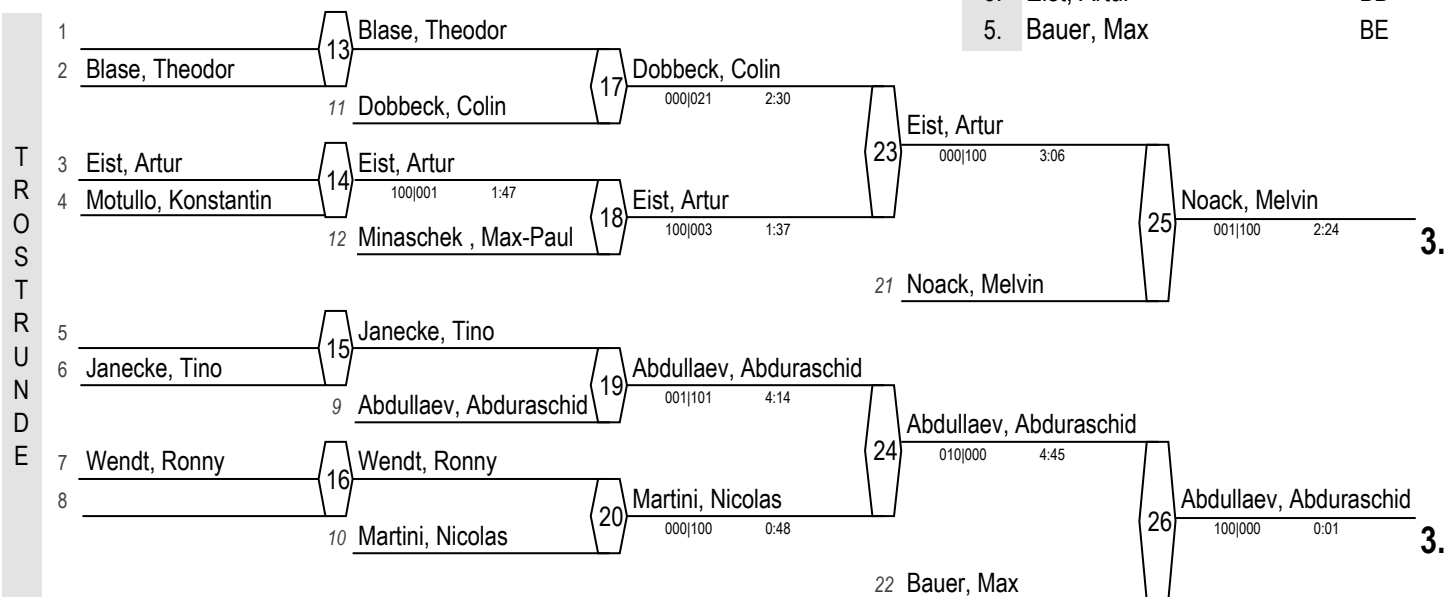 5. Bauer, Max BE
TROSTRUNDE
1
13 Blase, Theodor
2 Blase, Theodor
17 Dobbeck, Colin
000|021 2:30
11 Dobbeck, Colin
23 Eist, Artur
000|100 3:06
3 Eist, Artur
14 Eist, Artur
100|001 1:47
4 Motullo, Konstantin
18 Eist, Artur
100|003 1:37
12 Minaschek , Max-Paul
25 Noack, Melvin
001|100 2:24
3.
21 Noack, Melvin
5
15 Janecke, Tino
6 Janecke, Tino
19 Abdullaev, Abduraschid
001|101 4:14
9 Abdullaev, Abduraschid
24 Abdullaev, Abduraschid
010|000 4:45
7 Wendt, Ronny
16 Wendt, Ronny
8
20 Martini, Nicolas
000|100 0:48
10 Martini, Nicolas
26 Abdullaev, Abduraschid
100|000 0:01
3.
22 Bauer, Max